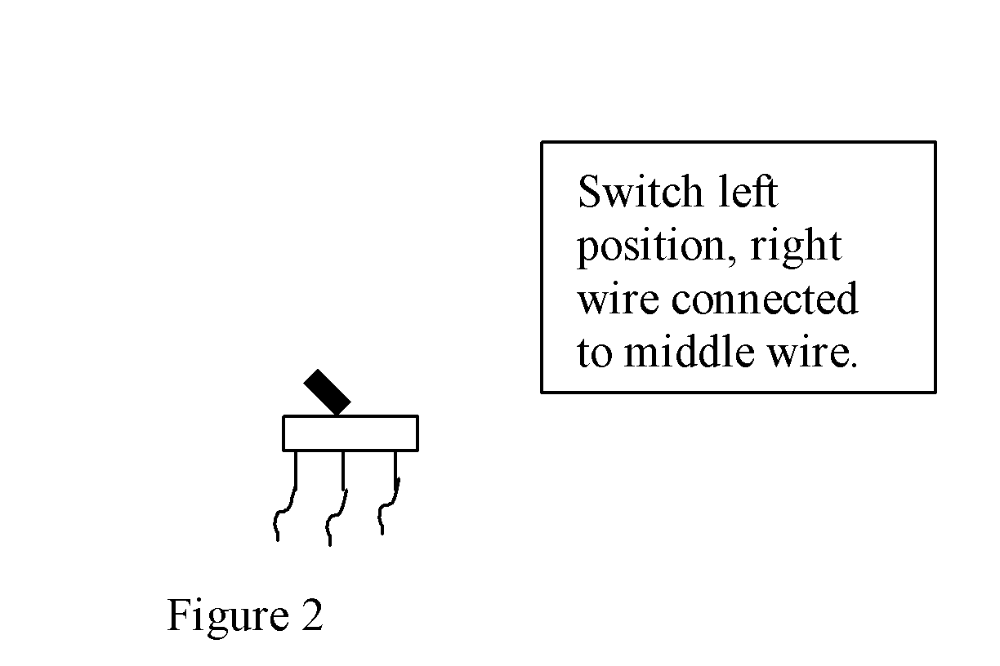 Switch left
position, right
wire connected
to middle wire.
Figure 2